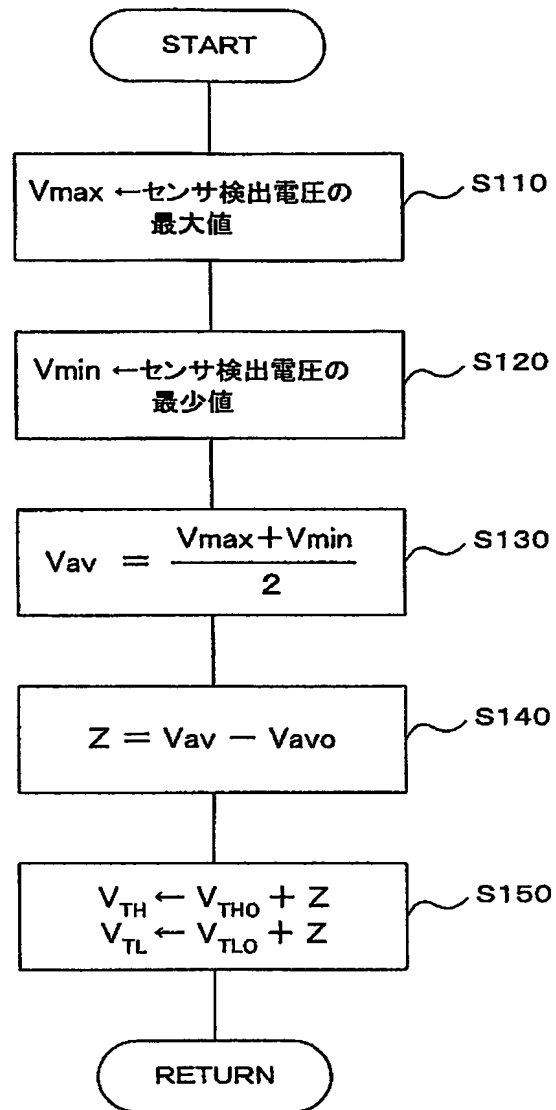 START
Vmax ←センサ検出電圧の
最大値
S110
Vmin ←センサ検出電圧の
最少値
S120
Vav = Vmax+Vmin
2
S130
Z = Vav − Vavo
S140
V_TH ← V_THO + Z
V_TL ← V_TLO + Z
S150
RETURN